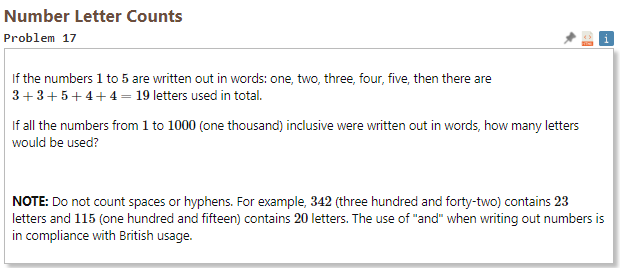 Number Letter Counts
Problem 17
If the numbers 1 to 5 are written out in words: one, two, three, four, five, then there are
3 + 3 + 5 + 4 + 4 = 19 letters used in total.
If all the numbers from 1 to 1000 (one thousand) inclusive were written out in words, how many letters
would be used?
NOTE: Do not count spaces or hyphens. For example, 342 (three hundred and forty-two) contains 23
letters and 115 (one hundred and fifteen) contains 20 letters. The use of "and" when writing out numbers is
in compliance with British usage.